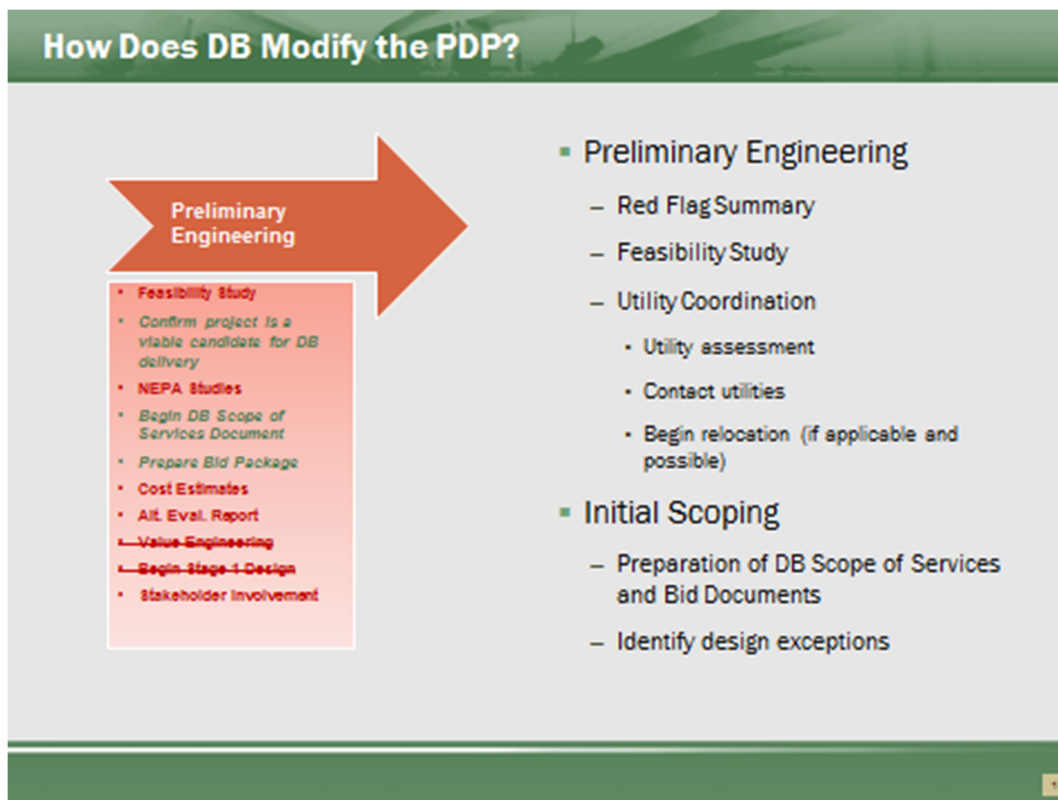 How Does DB Modify the PDP?
Preliminary
Engineering
• Feasibility Study
• Confirm project is a
viable candidate for DB
delivery
• NEPA Studies
• Begin DB Scope of
Services Document
• Prepare Bid Package
• Cost Estimates
• Alt. Eval. Report
• Value Engineering
• Begin Stage 1 Design
• Stakeholder Involvement
▪ Preliminary Engineering
– Red Flag Summary
– Feasibility Study
– Utility Coordination
▪ Utility assessment
▪ Contact utilities
▪ Begin relocation (if applicable and
possible)
▪ Initial Scoping
– Preparation of DB Scope of Services
and Bid Documents
– Identify design exceptions